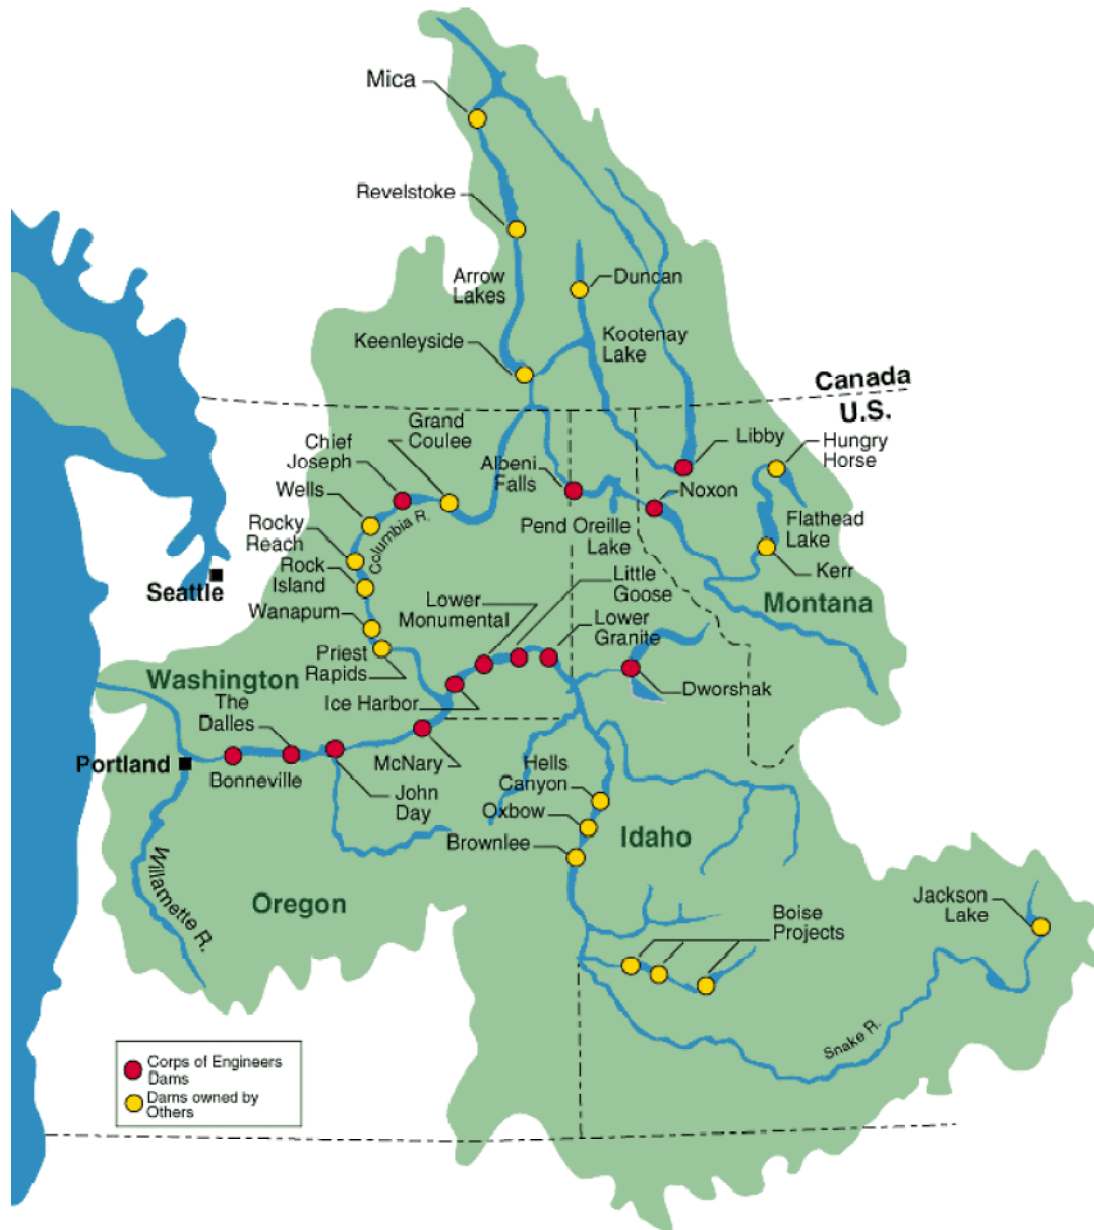 Mica
Revelstoke
Arrow
Lakes
Duncan
Keenleyside
Kootenay
Lake
Canada
U.S.
Grand
Coulee
Chief
Joseph
Libby
Hungry
Horse
Albeni
Falls
Wells
Noxon
Columbia R.
Rocky
Reach
Pend Oreille
Lake
Flathead
Lake
Rock
Island
Kerr
Seattle
Little
Goose
Montana
Wanapum
Lower
Monumental
Lower
Granite
Priest
Rapids
Washington
Ice Harbor
Dworshak
The
Dalles
Portland
Bonneville
McNary
John
Day
Hells
Canyon
Oxbow
Brownlee
Idaho
Willamette R.
Oregon
Boise
Projects
Jackson
Lake
Snake R.
Corps of Engineers
Dams
Dams owned by
Others